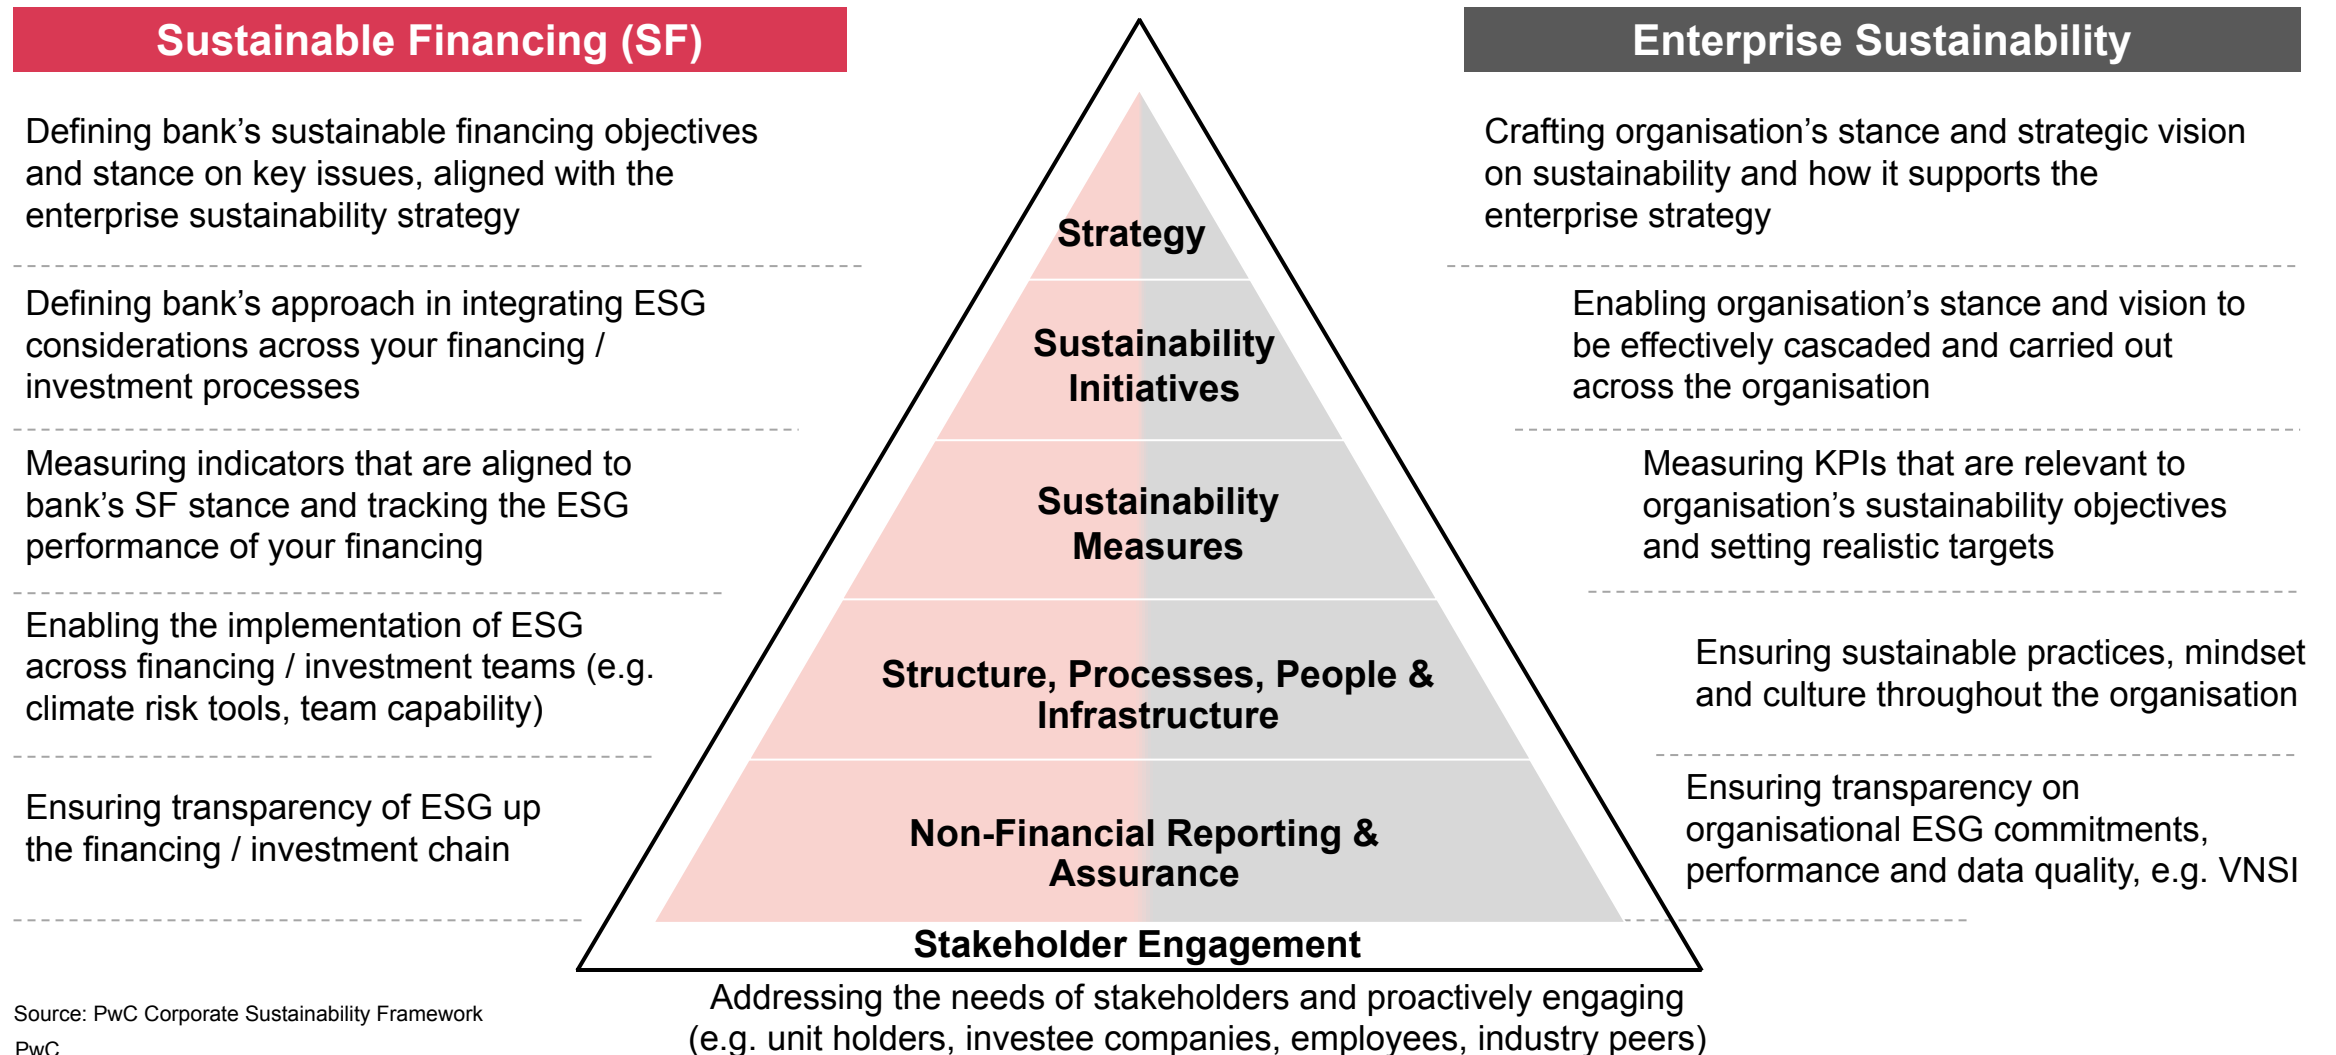 Sustainable Financing (SF)
Enterprise Sustainability
Defining bank’s sustainable financing objectives
and stance on key issues, aligned with the
enterprise sustainability strategy
Strategy
Crafting organisation’s stance and strategic vision
on sustainability and how it supports the
enterprise strategy
Defining bank’s approach in integrating ESG
considerations across your financing /
investment processes
Sustainability
Initiatives
Enabling organisation’s stance and vision to
be effectively cascaded and carried out
across the organisation
Measuring indicators that are aligned to
bank’s SF stance and tracking the ESG
performance of your financing
Sustainability
Measures
Measuring KPIs that are relevant to
organisation’s sustainability objectives
and setting realistic targets
Enabling the implementation of ESG
across financing / investment teams (e.g.
climate risk tools, team capability)
Structure, Processes, People &
Infrastructure
Ensuring sustainable practices, mindset
and culture throughout the organisation
Ensuring transparency of ESG up
the financing / investment chain
Non-Financial Reporting &
Assurance
Ensuring transparency on
organisational ESG commitments,
performance and data quality, e.g. VNSI
Stakeholder Engagement
Addressing the needs of stakeholders and proactively engaging
(e.g. unit holders, investee companies, employees, industry peers)
Source: PwC Corporate Sustainability Framework
PwC